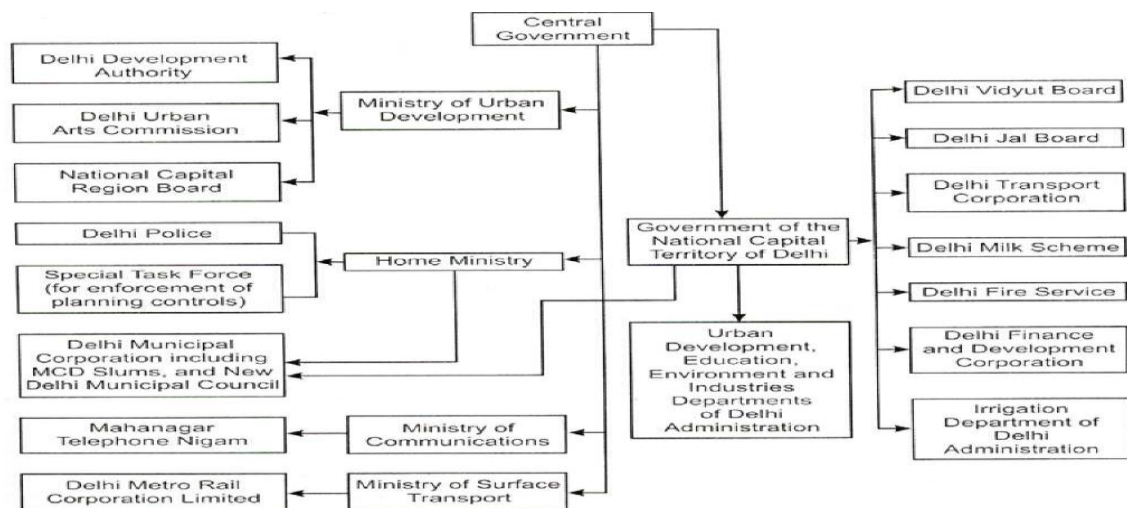 Central
Government
Delhi Development
Authority
Delhi Urban
Arts Commission
National Capital
Region Board
Ministry of Urban
Development
Delhi Police
Special Task Force
(for enforcement of
planning controls)
Home Ministry
Delhi Municipal
Corporation including
MCD Slums, and New
Delhi Municipal Council
Mahanagar
Telephone Nigam
Ministry of
Communications
Delhi Metro Rail
Corporation Limited
Ministry of Surface
Transport
Government of the
National Capital
Territory of Delhi
Urban
Development,
Education,
Environment and
Industries
Departments
of Delhi
Administration
Delhi Vidyut Board
Delhi Jal Board
Delhi Transport
Corporation
Delhi Milk Scheme
Delhi Fire Service
Delhi Finance
and Development
Corporation
Irrigation
Department of
Delhi
Administration